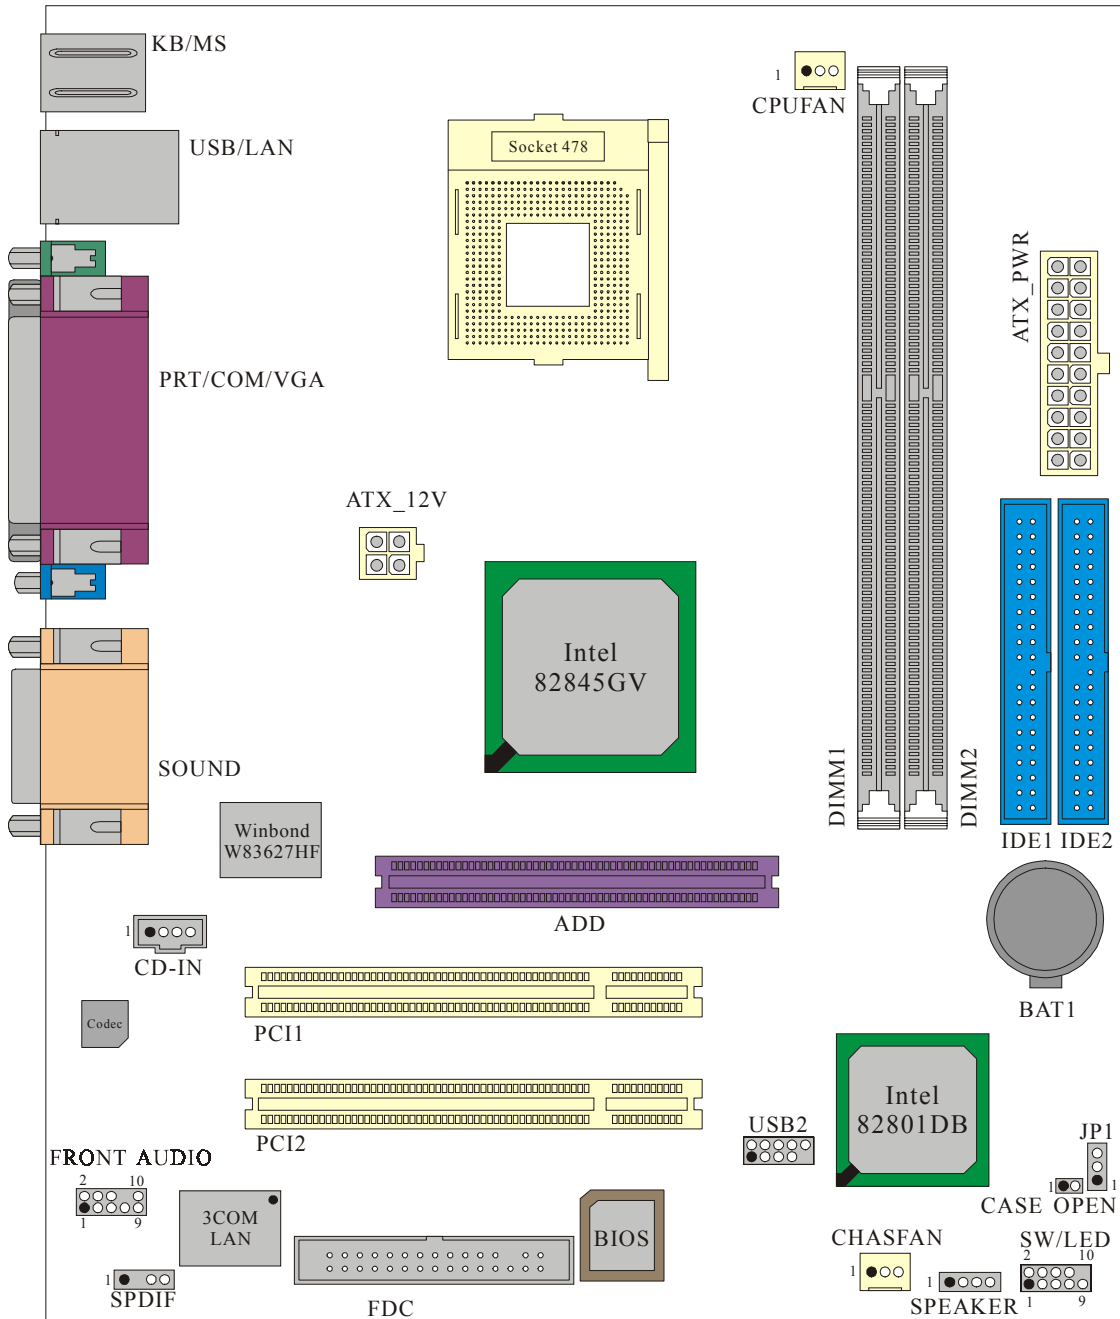 KB/MS
1
CPUFAN
USB/LAN
Socket 478
ATX_PWR
PRT/COM/VGA
ATX_12V
Intel
82845GV
SOUND
DIMM1
DIMM2
Winbond
W83627HF
IDE1 IDE2
ADD
1
CD-IN
BAT1
Codec
PCI1
Intel
82801DB
USB2
JP1
PCI2
FRONT AUDIO
2 10
1 9
1
1
CASE OPEN
3COM
LAN
BIOS
CHASFAN
1
SW/LED
2 10
1 9
1
SPDIF
FDC
1
SPEAKER